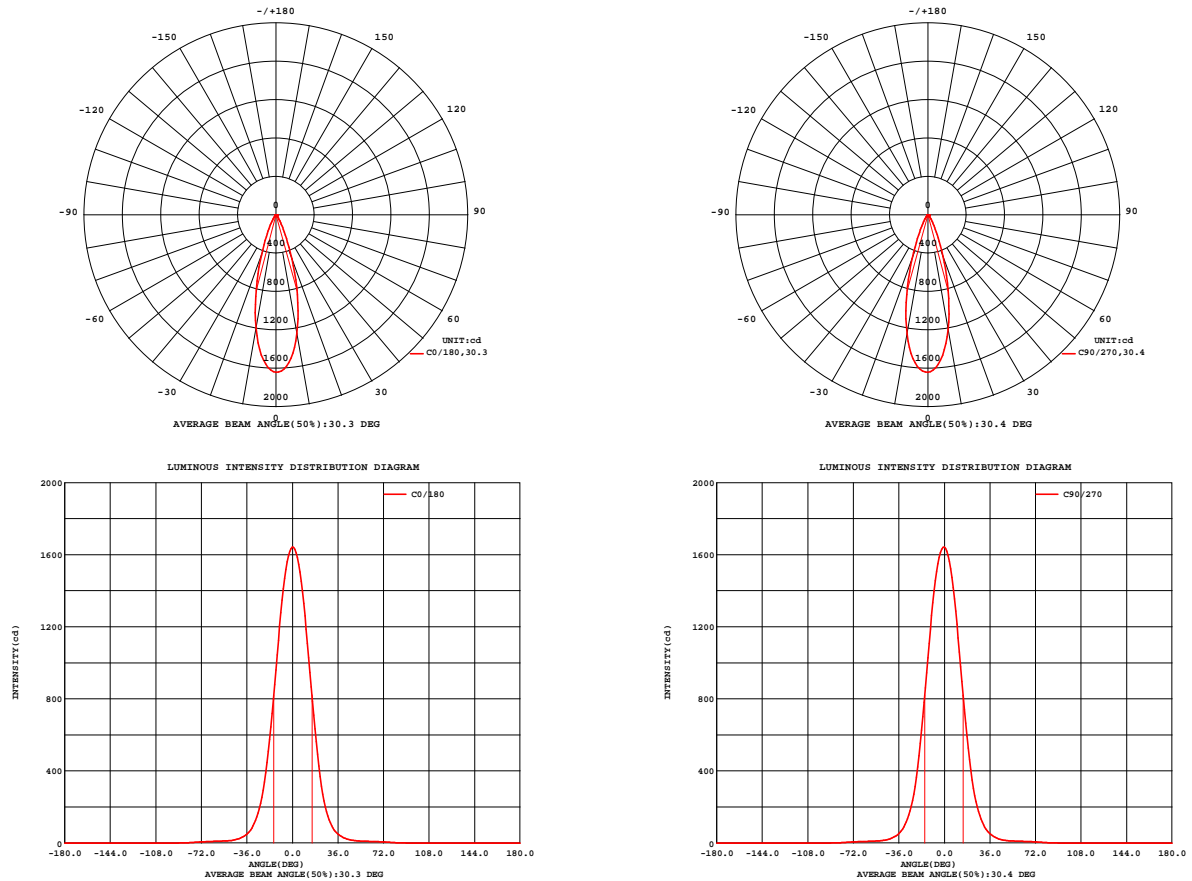 -/+180
-150 150
-120 120
-90 90
-60 60
-30 30
0
400
800
1200
1600
2000
0
UNIT:cd
C0/180,30.3
AVERAGE BEAM ANGLE(50%):30.3 DEG
-/+180
-150 150
-120 120
-90 90
-60 60
-30 30
0
400
800
1200
1600
2000
0
UNIT:cd
C90/270,30.4
AVERAGE BEAM ANGLE(50%):30.4 DEG
LUMINOUS INTENSITY DISTRIBUTION DIAGRAM
C0/180
INTENSITY(cd)
2000
1600
1200
800
400
0
-180.0 -144.0 -108.0 -72.0 -36.0 0.0 36.0 72.0 108.0 144.0 180.0
ANGLE(DEG)
AVERAGE BEAM ANGLE(50%):30.3 DEG
LUMINOUS INTENSITY DISTRIBUTION DIAGRAM
C90/270
INTENSITY(cd)
2000
1600
1200
800
400
0
-180.0 -144.0 -108.0 -72.0 -36.0 0.0 36.0 72.0 108.0 144.0 180.0
ANGLE(DEG)
AVERAGE BEAM ANGLE(50%):30.4 DEG